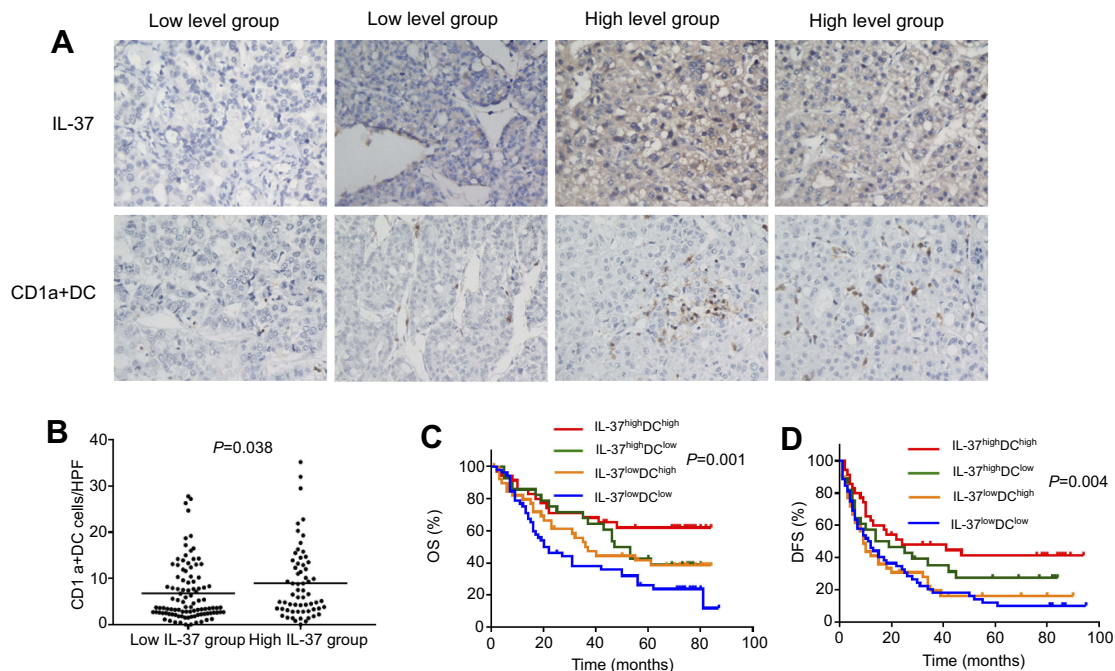 A
Low level group
Low level group
High level group
High level group
IL-37
CD1a+DC
B
P=0.038
CD1 a+DC cells/HPF
40
30
20
10
0
Low IL-37 group
High IL-37 group
C
IL-37highDChigh
IL-37highDClow
IL-37lowDChigh
IL-37lowDClow
P=0.001
OS (%)
100
80
60
40
20
0
0 20 40 60 80 100
Time (months)
D
IL-37highDChigh
IL-37highDClow
IL-37lowDChigh
IL-37lowDClow
P=0.004
DFS (%)
100
80
60
40
20
0
0 20 40 60 80 100
Time (months)